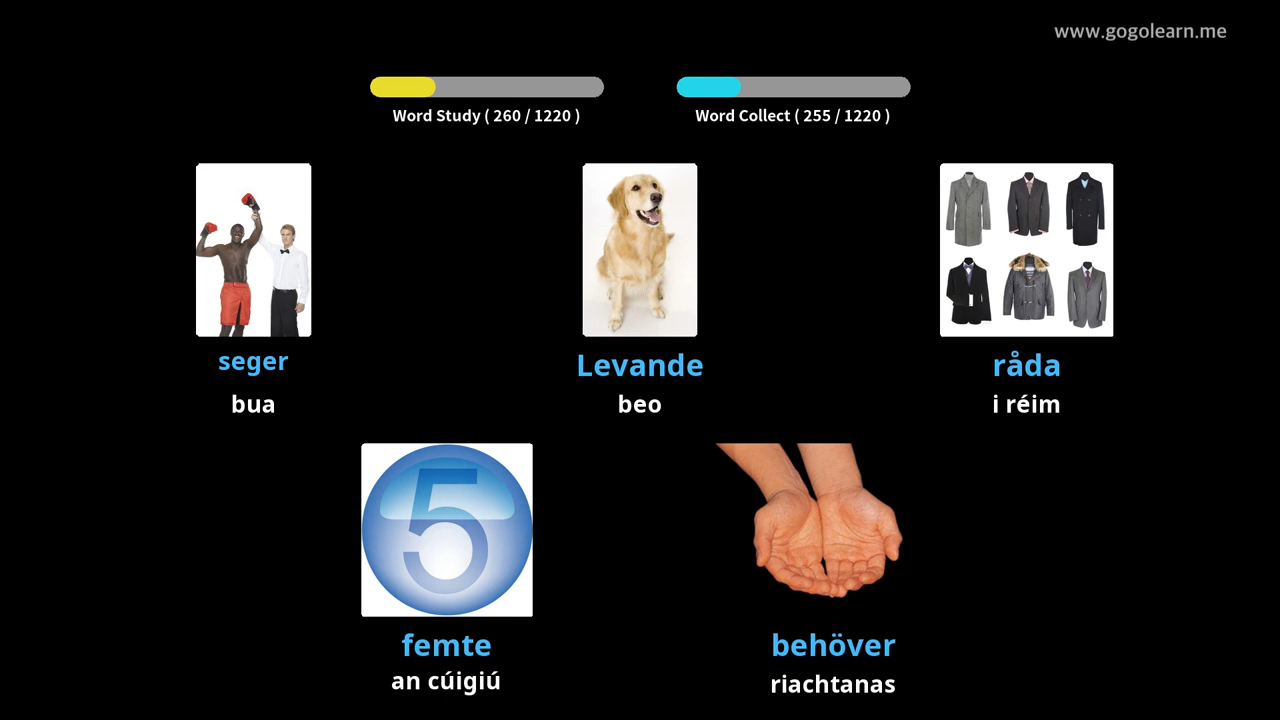 www.gogolearn.me
Word Study ( 260 / 1220 )
Word Collect ( 255 / 1220 )
seger
Levande
råda
bua
beo
i réim
5
femte
behöver
an cúigiú
riachtanas